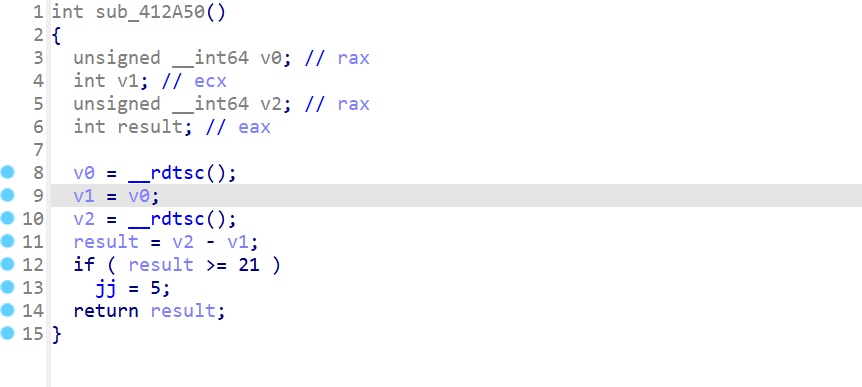 1 int sub_412A50()
2 {
3   unsigned __int64 v0; // rax
4   int v1; // ecx
5   unsigned __int64 v2; // rax
6   int result; // eax
7
8   v0 = __rdtsc();
9   v1 = v0;
10   v2 = __rdtsc();
11   result = v2 - v1;
12   if ( result >= 21 )
13     jj = 5;
14   return result;
15 }